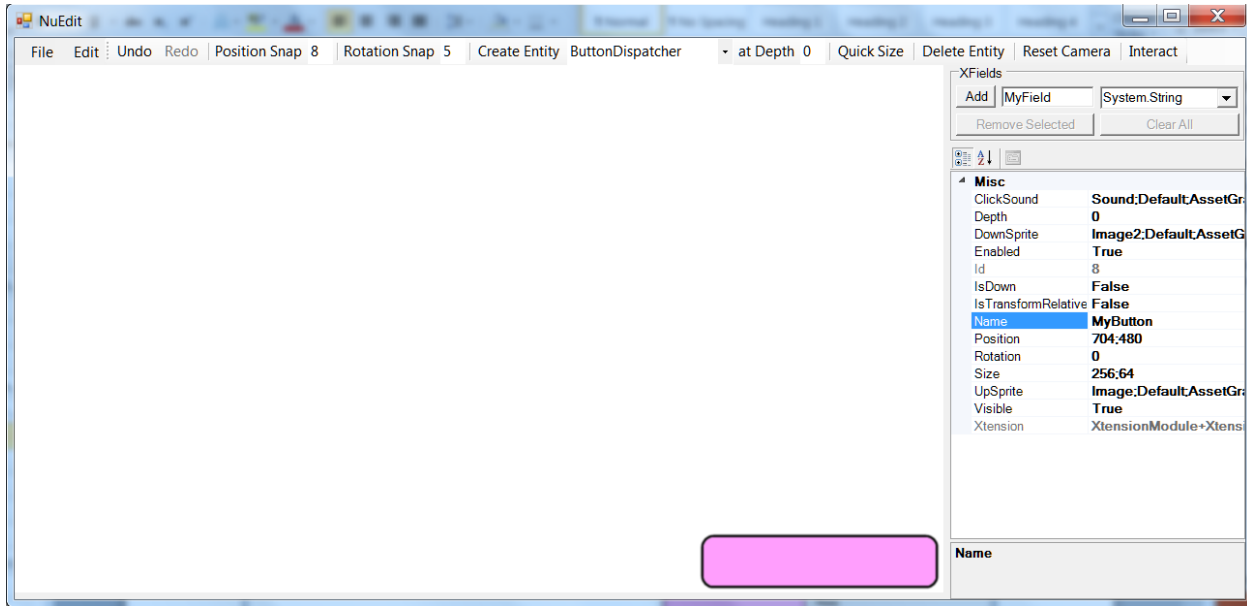 NuEdit
File Edit Undo Redo Position Snap 8 Rotation Snap 5 Create Entity ButtonDispatcher at Depth 0 Quick Size Delete Entity Reset Camera Interact
XFields
Add MyField System.String
Remove Selected Clear All
Misc
ClickSound Sound;Default;AssetGr
Depth 0
DownSprite Image2;Default;AssetG
Enabled True
Id 8
IsDown False
IsTransformRelative False
Name MyButton
Position 704;480
Rotation 0
Size 256;64
UpSprite Image;Default;AssetGr
Visible True
Xtension XtensionModule+Xtens
Name